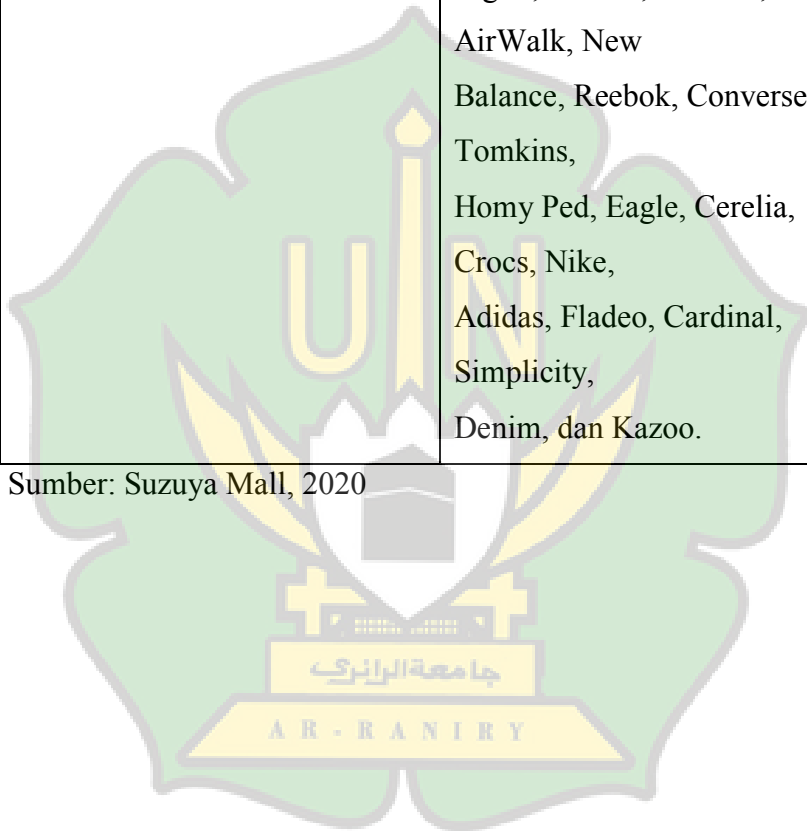 AirWalk, New
Balance, Reebok, Converse
Tomkins,
Homy Ped, Eagle, Cerelia,
Crocs, Nike,
Adidas, Fladeo, Cardinal,
Simplicity,
Denim, dan Kazoo.
Sumber: Suzuya Mall, 2020
UIN
جامعة الرانري
AR-RANIRY